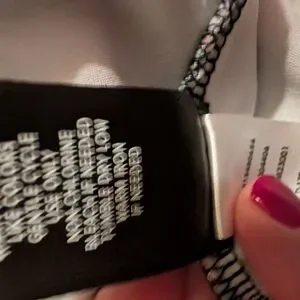 LIKE COLORS
GENTLE CYCLE
USE ONLY
NON CHLORINE
BLEACH IF NEEDED
TUMBLE DRY LOW
WARM IRON
IF NEEDED